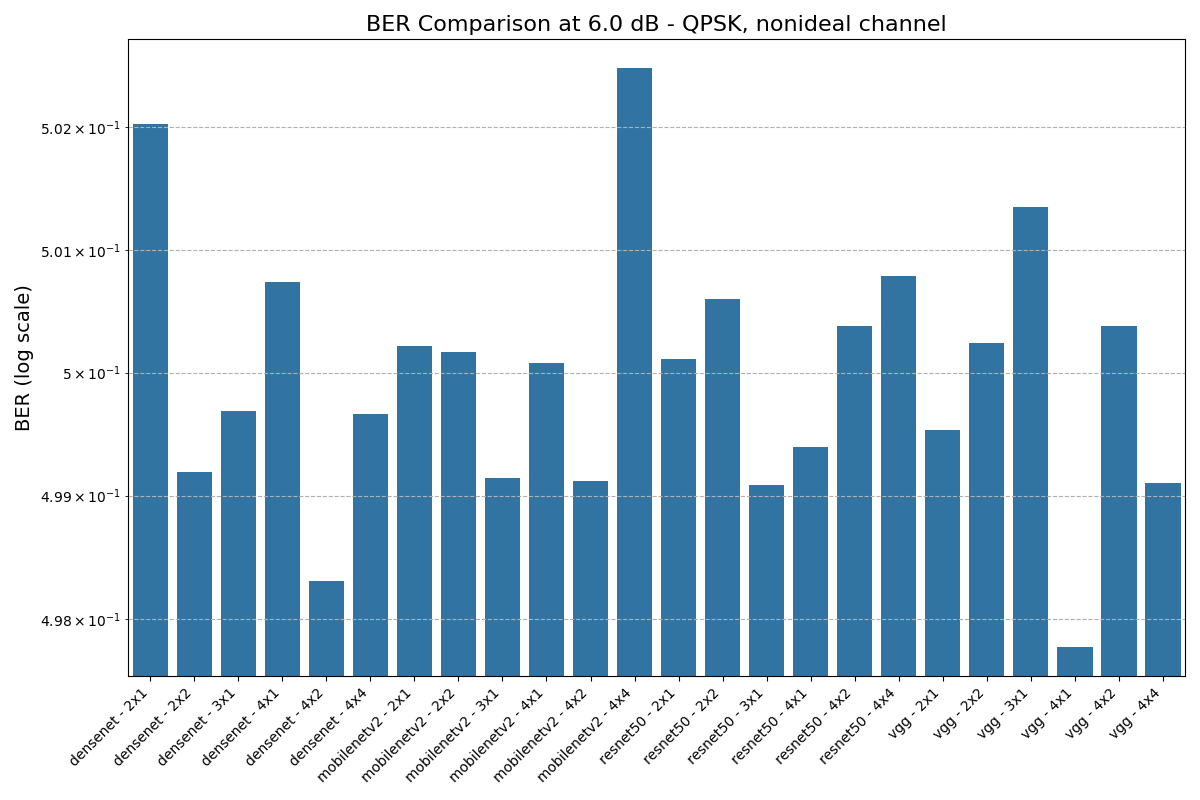 BER Comparison at 6.0 dB - QPSK, nonideal channel
BER (log scale)
5.02 × 10⁻¹
5.01 × 10⁻¹
5 × 10⁻¹
4.99 × 10⁻¹
4.98 × 10⁻¹
densenet - 2x1
densenet - 2x2
densenet - 3x1
densenet - 4x1
densenet - 4x2
densenet - 4x4
mobilenetv2 - 2x1
mobilenetv2 - 2x2
mobilenetv2 - 3x1
mobilenetv2 - 4x1
mobilenetv2 - 4x2
mobilenetv2 - 4x4
resnet50 - 2x1
resnet50 - 2x2
resnet50 - 3x1
resnet50 - 4x1
resnet50 - 4x2
resnet50 - 4x4
vgg - 2x1
vgg - 2x2
vgg - 3x1
vgg - 4x1
vgg - 4x2
vgg - 4x4